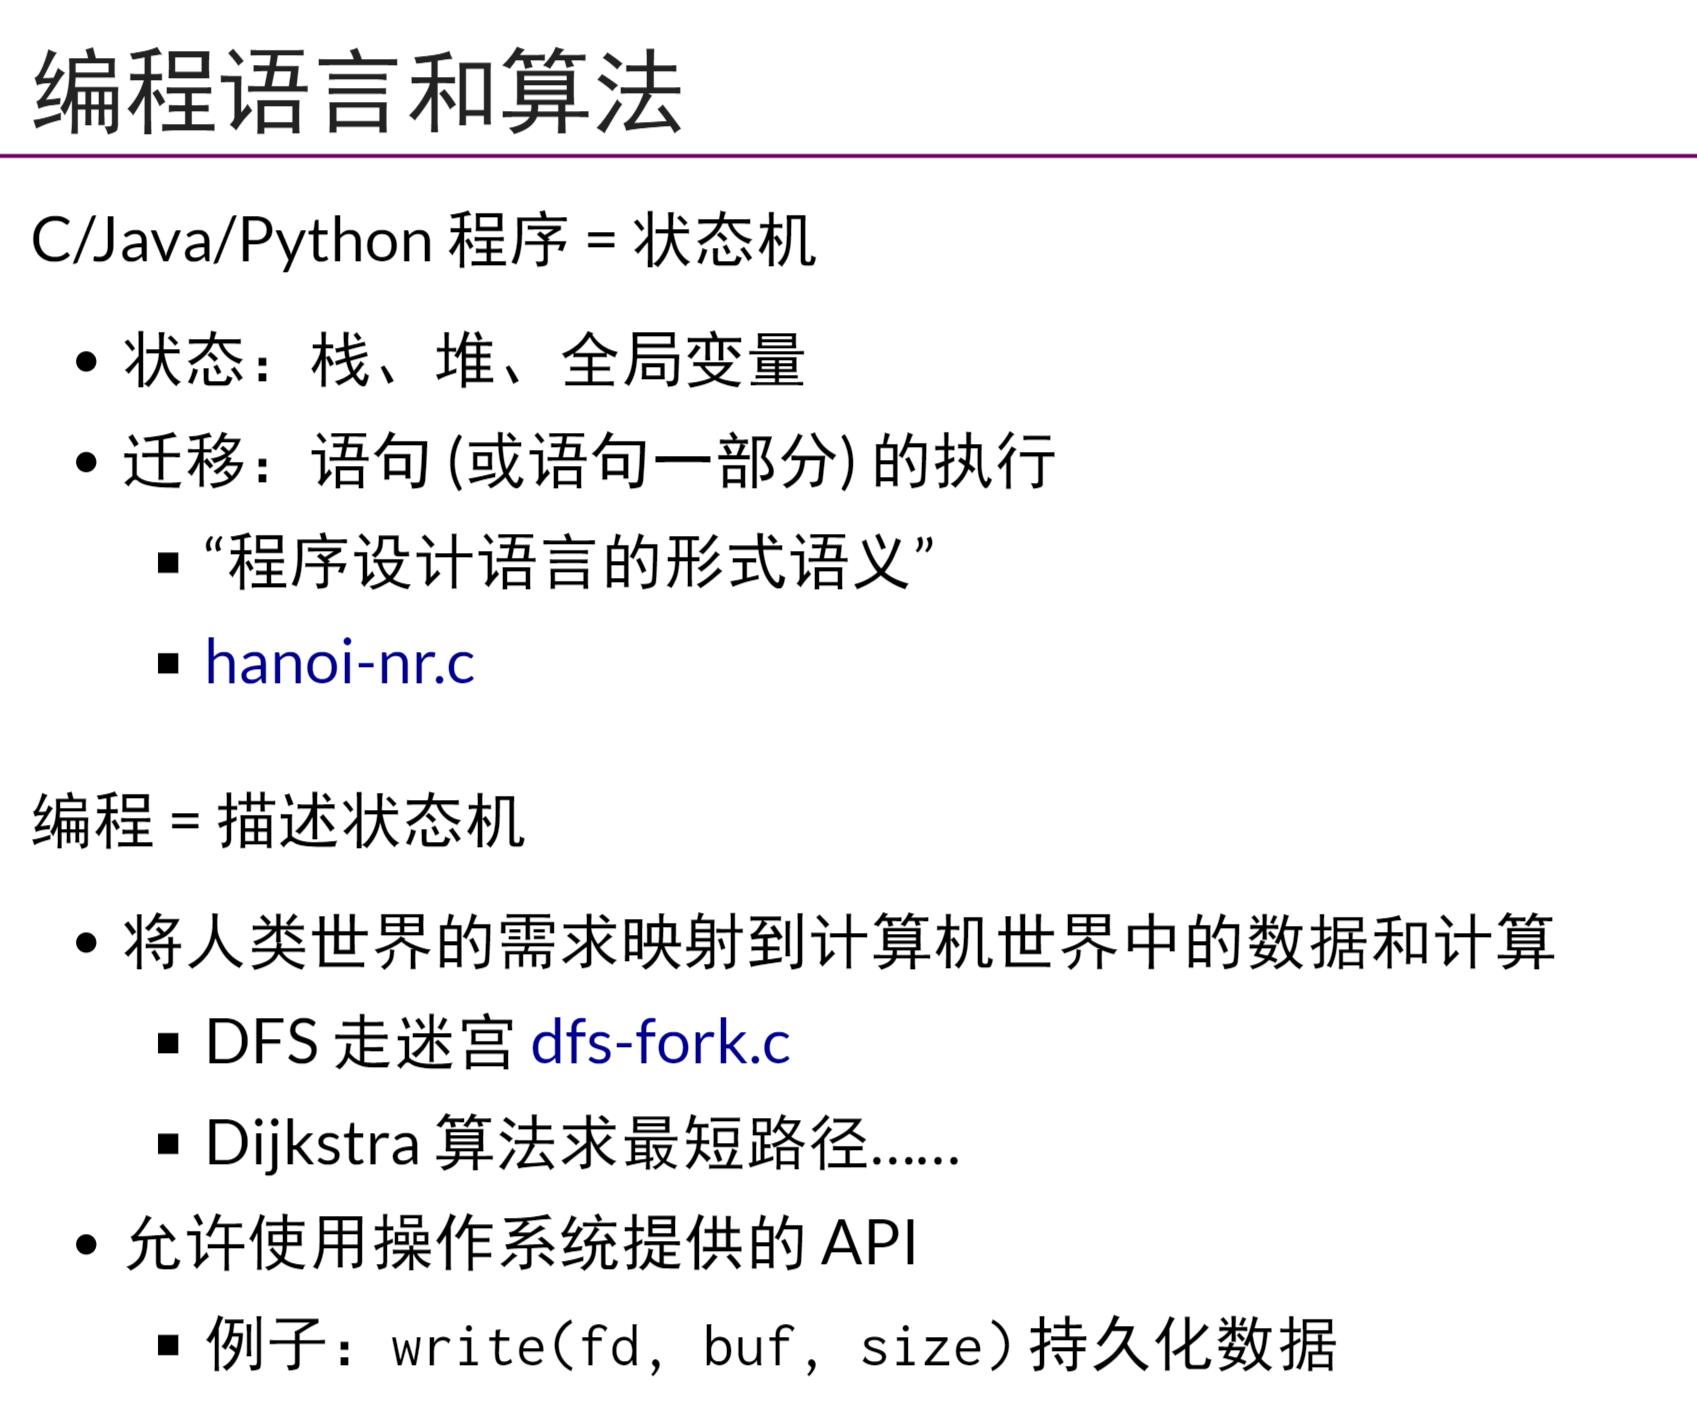 编程语言和算法
C/Java/Python 程序 = 状态机
状态：栈、堆、全局变量
迁移：语句 (或语句一部分) 的执行
“程序设计语言的形式语义”
hanoi-nr.c
编程 = 描述状态机
将人类世界的需求映射到计算机世界中的数据和计算
DFS 走迷宫 dfs-fork.c
Dijkstra 算法求最短路径……
允许使用操作系统提供的 API
例子：write(fd, buf, size) 持久化数据